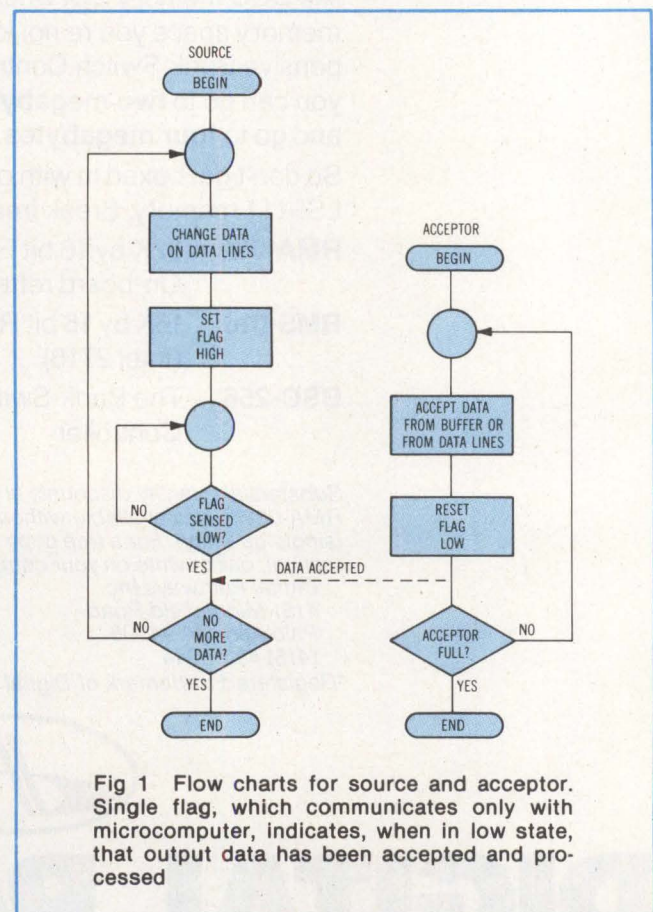 SOURCE
BEGIN
CHANGE DATA
ON DATA LINES
SET
FLAG
HIGH
NO
FLAG
SENSED
LOW?
YES
NO
NO
MORE
DATA?
YES
END
DATA ACCEPTED
ACCEPTOR
BEGIN
ACCEPT DATA
FROM BUFFER OR
FROM DATA LINES
RESET
FLAG
LOW
ACCEPTOR
FULL?
NO
YES
END
Fig 1 Flow charts for source and acceptor.
Single flag, which communicates only with
microcomputer, indicates, when in low state,
that output data has been accepted and pro-
cessed